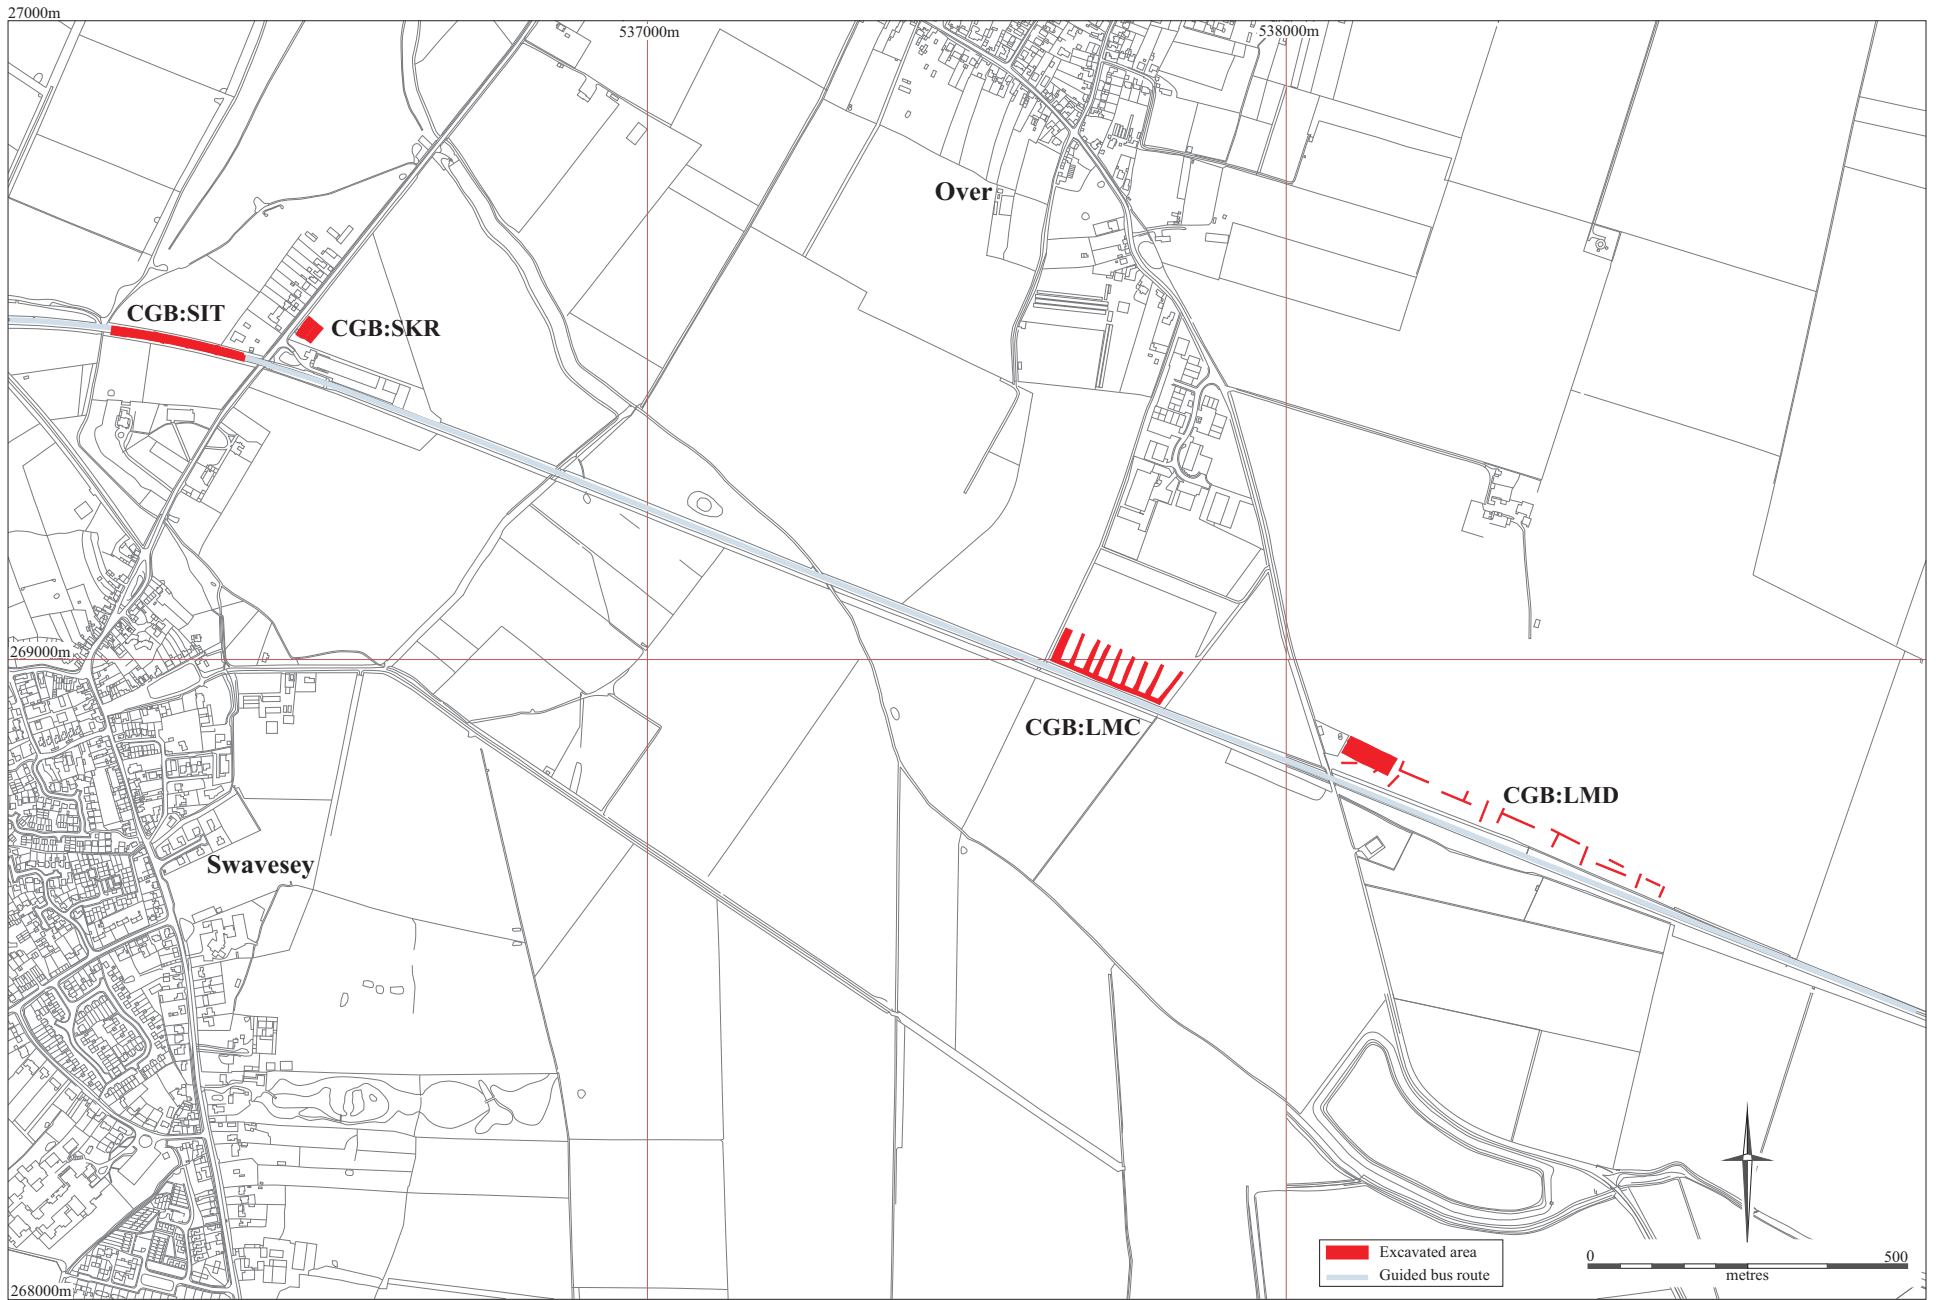 27000m
537000m
538000m
Over
CGB:SIT
CGB:SKR
269000m
CGB:LMC
CGB:LMD
Swavesey
Excavated area
Guided bus route
0
500
metres
268000m